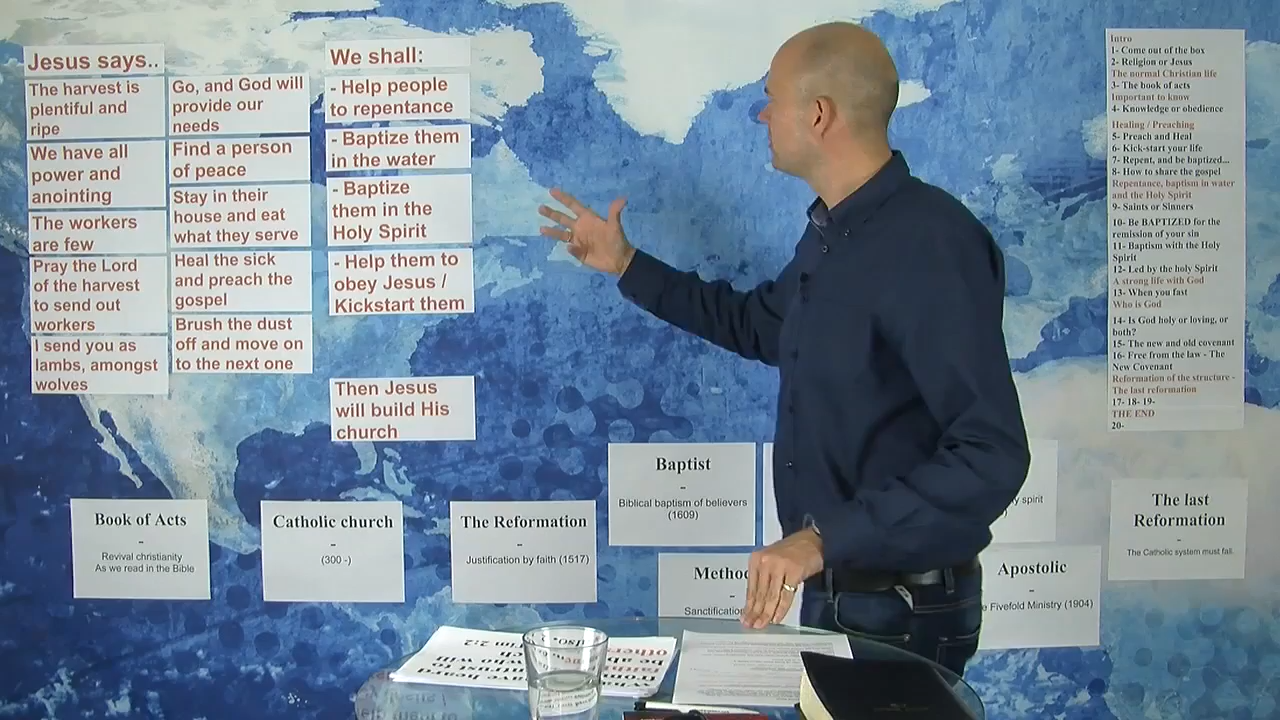 Jesus says..
The harvest is
plentiful and
ripe
We have all
power and
anointing
The workers
are few
Pray the Lord
of the harvest
to send out
workers
I send you as
lambs, amongst
wolves
Go, and God will
provide our
needs
Find a person
of peace
Stay in their
house and eat
what they serve
Heal the sick
and preach the
gospel
Brush the dust
off and move on
to the next one
We shall:
- Help people
to repentance
- Baptize them
in the water
- Baptize
them in the
Holy Spirit
- Help them to
obey Jesus /
Kickstart them
Then Jesus
will build His
church
Intro
1- Come out of the box
2- Religion or Jesus
The normal Christian life
3- The book of acts
Important to know
4- Knowledge or obedience
Healing / Preaching
5- Preach and Heal
6- Kick-start your life
7- Repent, and be baptized...
8- How to share the gospel
Repentance, baptism in water
and the Holy Spirit
9- Saints or Sinners
10- Be BAPTIZED for the
remission of your sin
11- Baptism with the Holy
Spirit
12- Led by the holy Spirit
A strong life with God
13- When you fast
Who is God
14- Is God holy or loving, or
both?
15- The new and old covenant
16- Free from the law - The
New Covenant
Reformation of the structure -
The last reformation
17- 18- 19-
THE END
20-
Book of Acts
-
Revival christianity
As we read in the Bible
Catholic church
-
(300 -)
The Reformation
-
Justification by faith (1517)
Baptist
-
Biblical baptism of believers
(1609)
Method
-
Sanctification
spirit
)
Apostolic
-
e Fivefold Ministry (1904)
The last
Reformation
-
The Catholic system must fall.